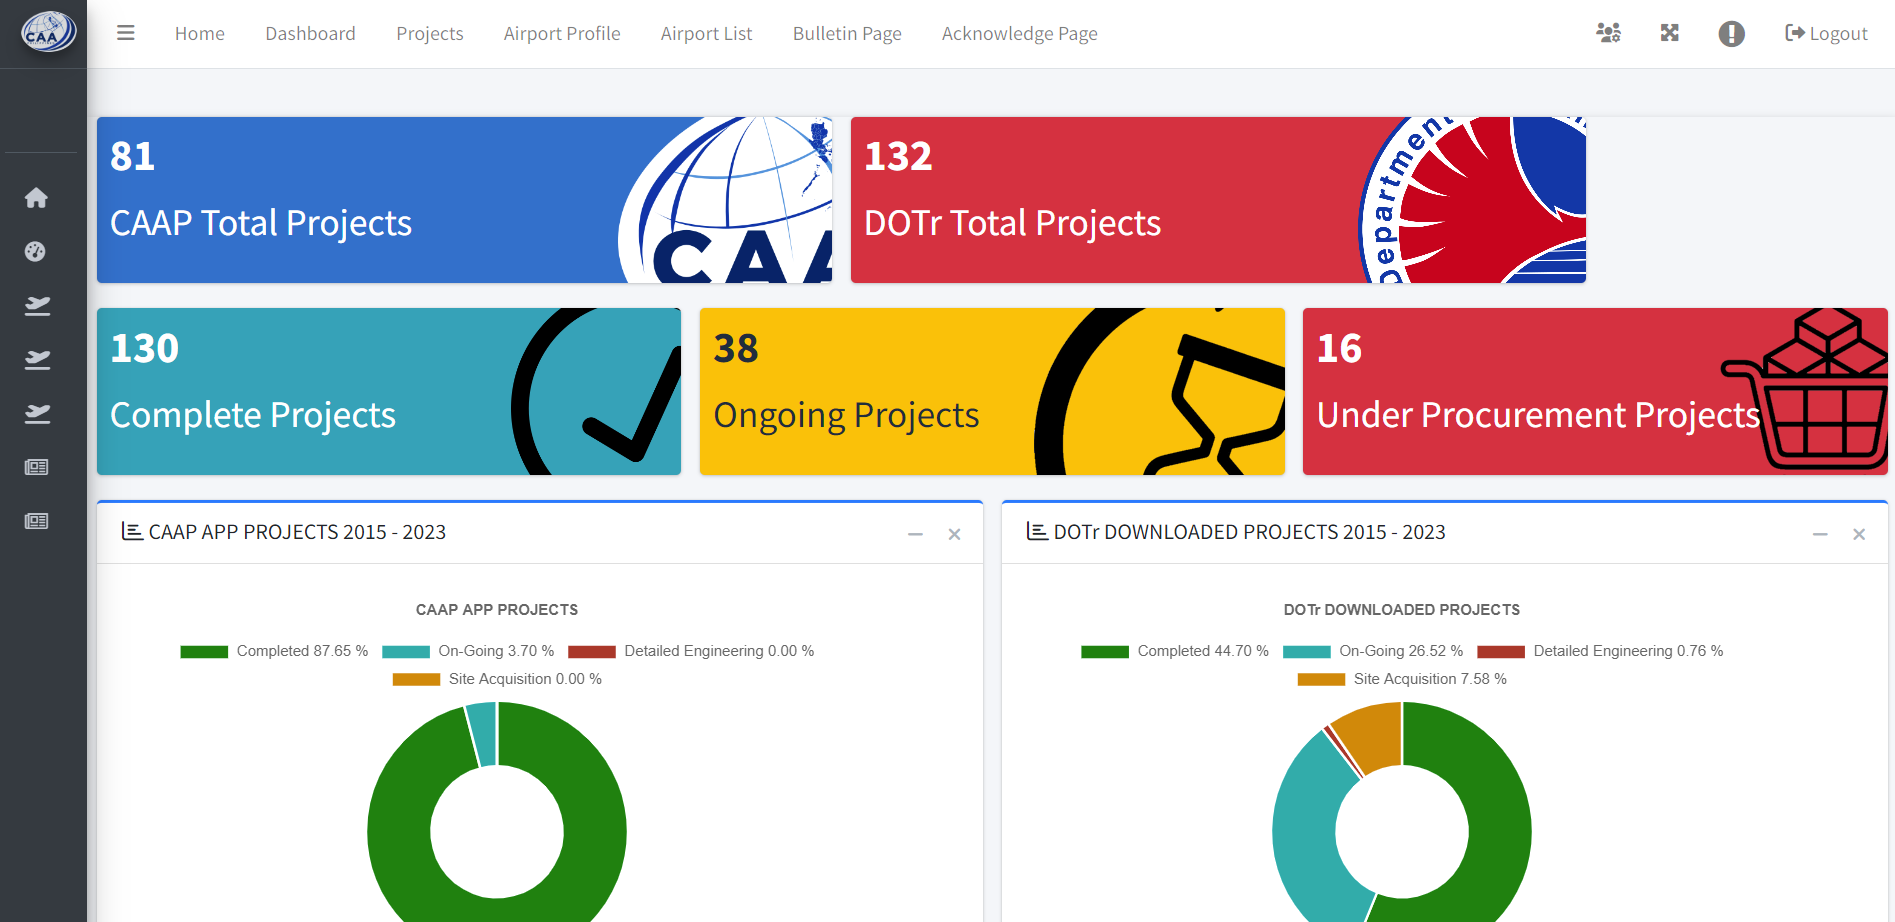 CAA
Home Dashboard Projects Airport Profile Airport List Bulletin Page Acknowledge Page Logout
81
CAAP Total Projects
CAA
132
DOTr Total Projects
Department
130
Complete Projects
38
Ongoing Projects
16
Under Procurement Projects
CAAP APP PROJECTS 2015 - 2023
CAAP APP PROJECTS
Completed 87.65 % On-Going 3.70 % Detailed Engineering 0.00 %
Site Acquisition 0.00 %
DOTr DOWNLOADED PROJECTS 2015 - 2023
DOTr DOWNLOADED PROJECTS
Completed 44.70 % On-Going 26.52 % Detailed Engineering 0.76 %
Site Acquisition 7.58 %